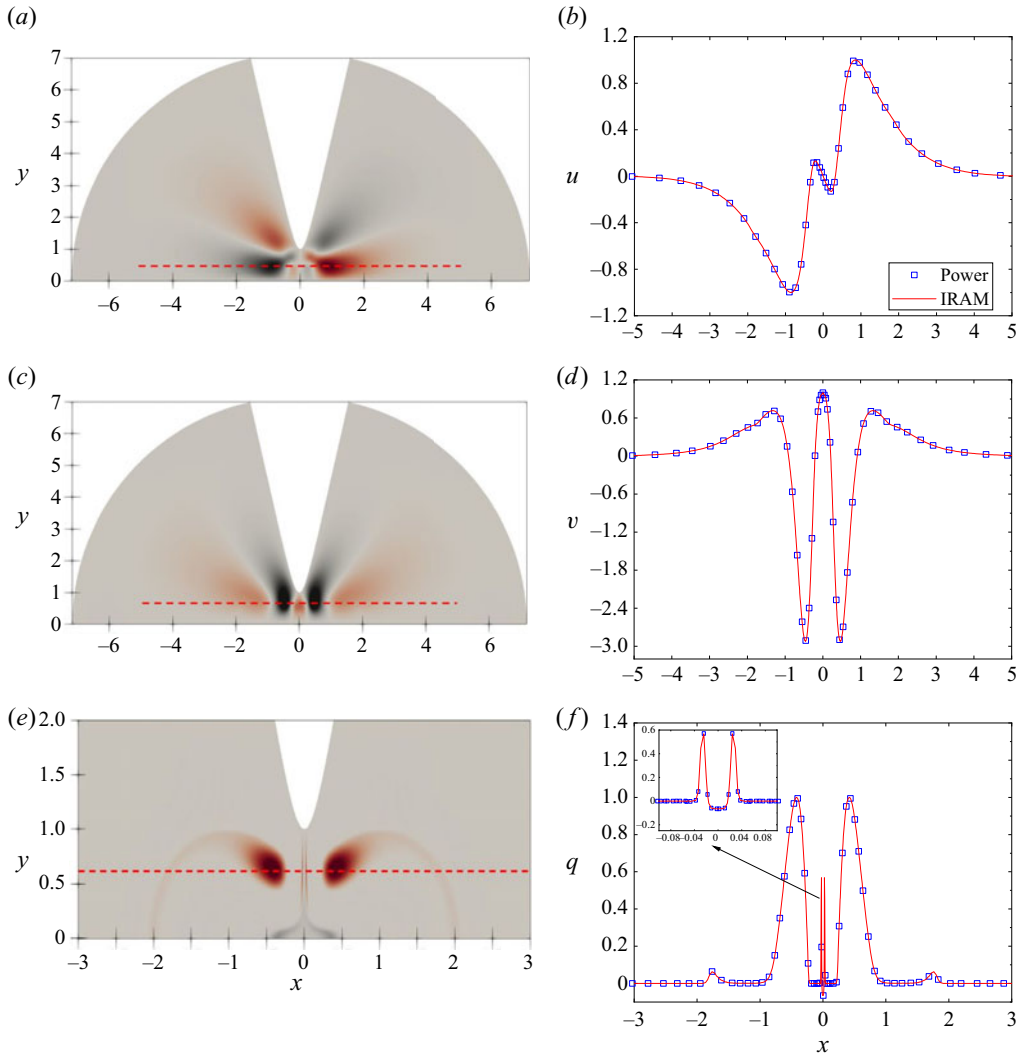 (a)
7
6
5
4
3
2
1
0
y
–6 –4 –2 0 2 4 6
(b)
1.2
0.8
0.4
0
–0.4
–0.8
–1.2
u
Power
IRAM
–5 –4 –3 –2 –1 0 1 2 3 4 5
(c)
7
6
5
4
3
2
1
0
y
–6 –4 –2 0 2 4 6
(d)
1.2
0.6
0
–0.6
–1.2
–1.8
–2.4
–3.0
v
–5 –4 –3 –2 –1 0 1 2 3 4 5
(e)
2.0
1.5
1.0
0.5
0
y
–3 –2 –1 0 1 2 3
x
(f)
1.4
1.2
1.0
0.8
0.6
0.4
0.2
0
q
0.6
0.4
0.2
0
–0.2
–0.08 –0.04 0 0.04 0.08
–3 –2 –1 0 1 2 3
x